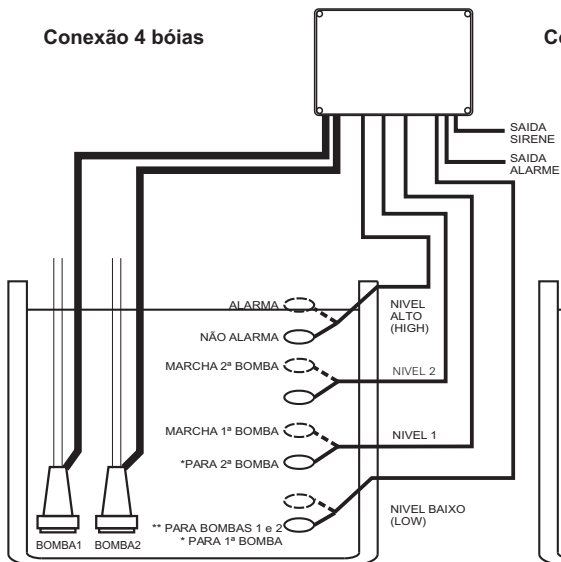 Conexão 4 bóias
Co
SAIDA
SIRENE
SAIDA
ALARME
ALARMA
NÃO ALARMA
NIVEL
ALTO
(HIGH)
MARCHA 2ª BOMBA
NIVEL 2
MARCHA 1ª BOMBA
NIVEL 1
*PARA 2ª BOMBA
NIVEL BAIXO
(LOW)
** PARA BOMBAS 1 e 2
* PARA 1ª BOMBA
BOMBA1
BOMBA2